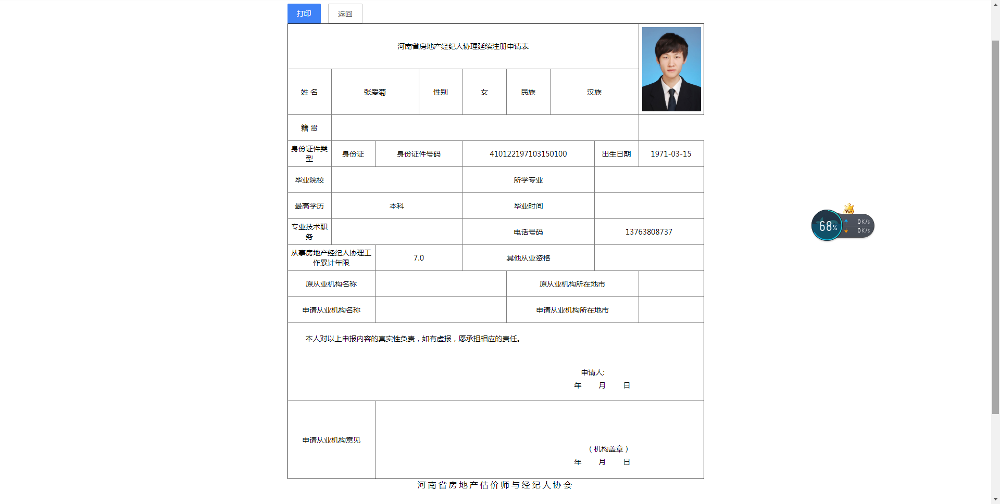 打印
返回
河南省房地产经纪人协理延续注册申请表
姓 名
张爱菊
性别
女
民族
汉族
籍 贯
身份证件类
型
身份证
身份证件号码
410122197103150100
出生日期
1971-03-15
毕业院校
所学专业
最高学历
本科
毕业时间
专业技术职
务
电话号码
13763808737
从事房地产经纪人协理工
作累计年限
7.0
其他从业资格
原从业机构名称
原从业机构所在地市
申请从业机构名称
申请从业机构所在地市
本人对以上申报内容的真实性负责，如有虚报，愿承担相应的责任。
申请人:
年 月 日
申请从业机构意见
（机构盖章）
年 月 日
河南省房地产估价师与经纪人协会
VIP
68%
0K/s
0K/s